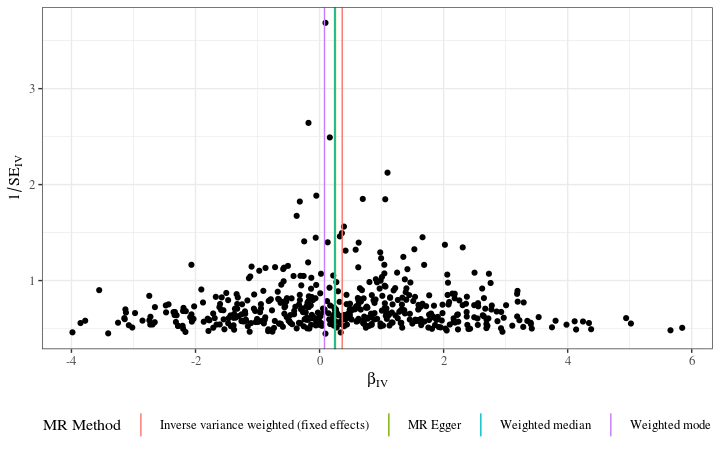 1/SE_IV
3
2
1
-4 -2 0 2 4 6
β_IV
MR Method Inverse variance weighted (fixed effects) MR Egger Weighted median Weighted mode